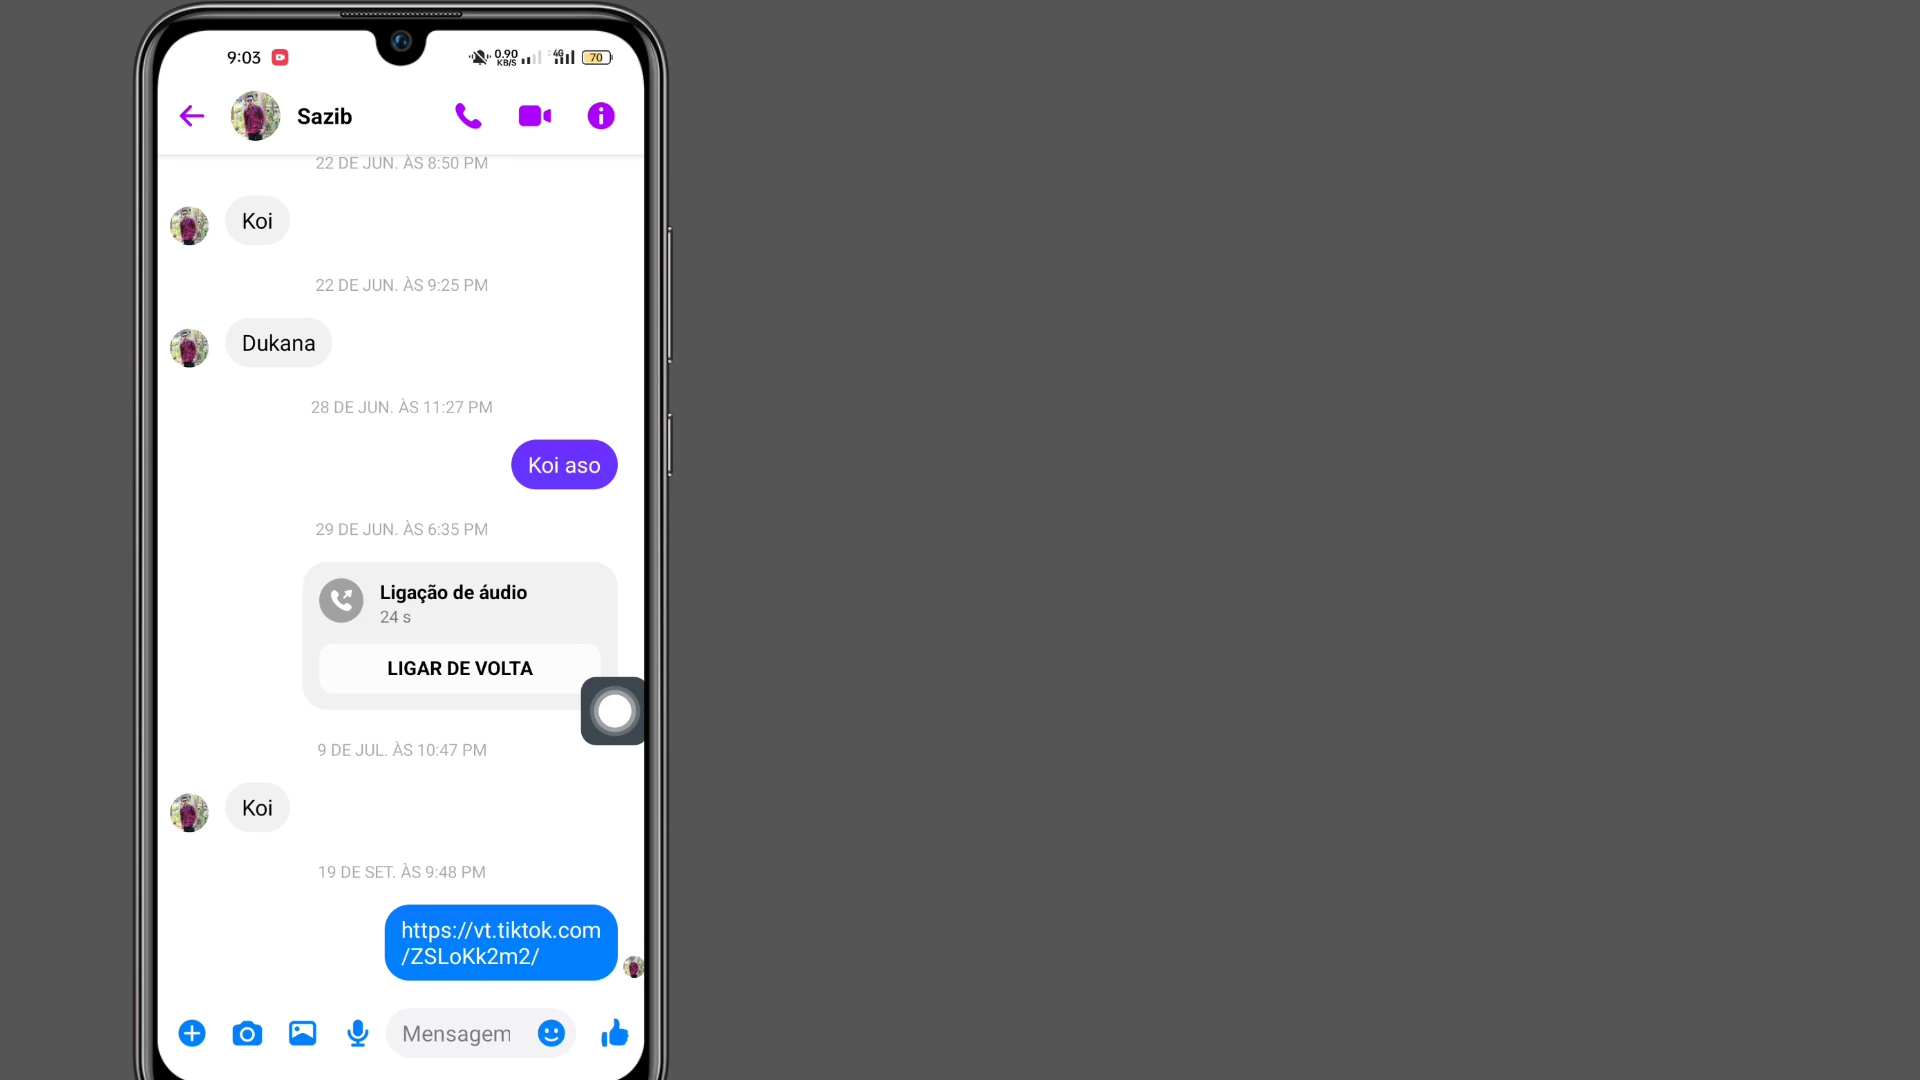 9:03
0.90
KB/S
4G
70
Sazib
22 DE JUN. ÀS 8:50 PM
Koi
22 DE JUN. ÀS 9:25 PM
Dukana
28 DE JUN. ÀS 11:27 PM
Koi aso
29 DE JUN. ÀS 6:35 PM
Ligação de áudio
24 s
LIGAR DE VOLTA
9 DE JUL. ÀS 10:47 PM
Koi
19 DE SET. ÀS 9:48 PM
https://vt.tiktok.com
/ZSLoKk2m2/
Mensagem